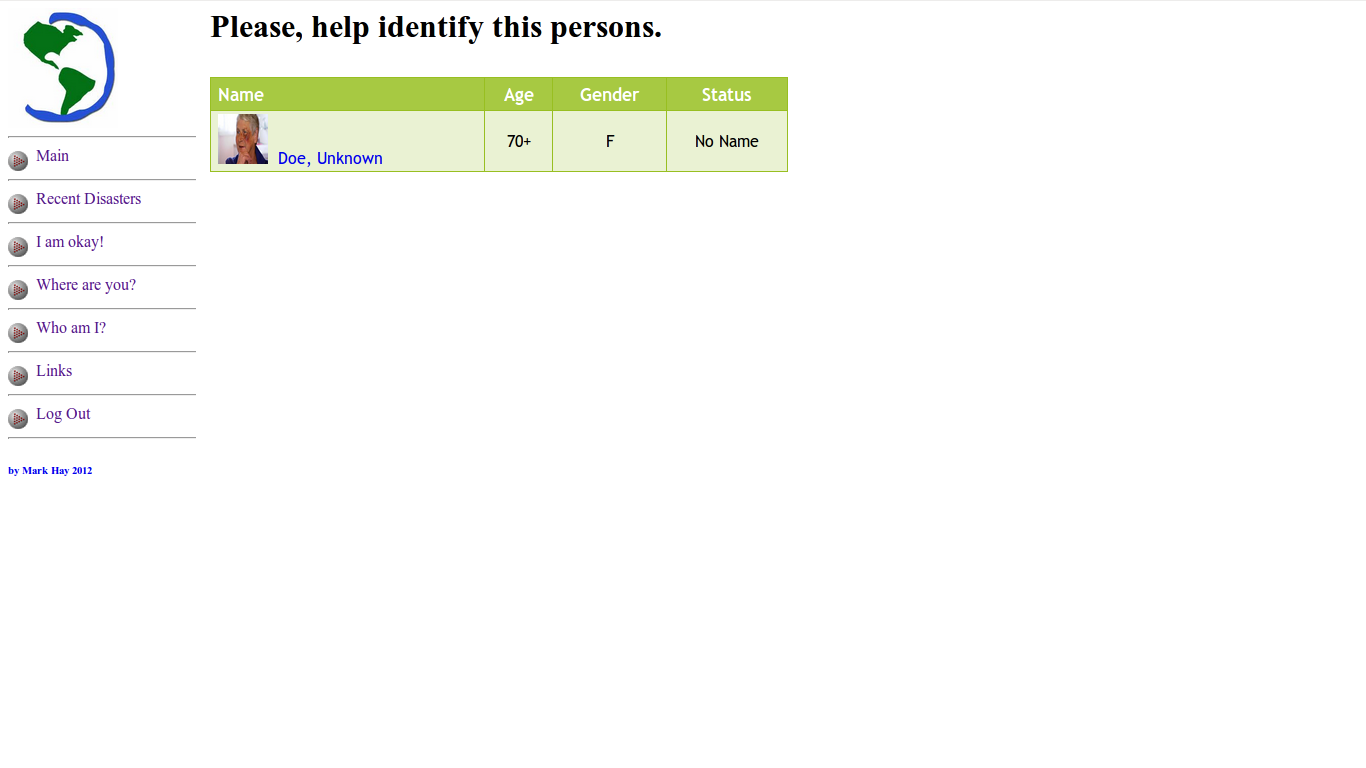 Please, help identify this persons.
Name Age Gender Status
Doe, Unknown 70+ F No Name
Main
Recent Disasters
I am okay!
Where are you?
Who am I?
Links
Log Out
by Mark Hay 2012